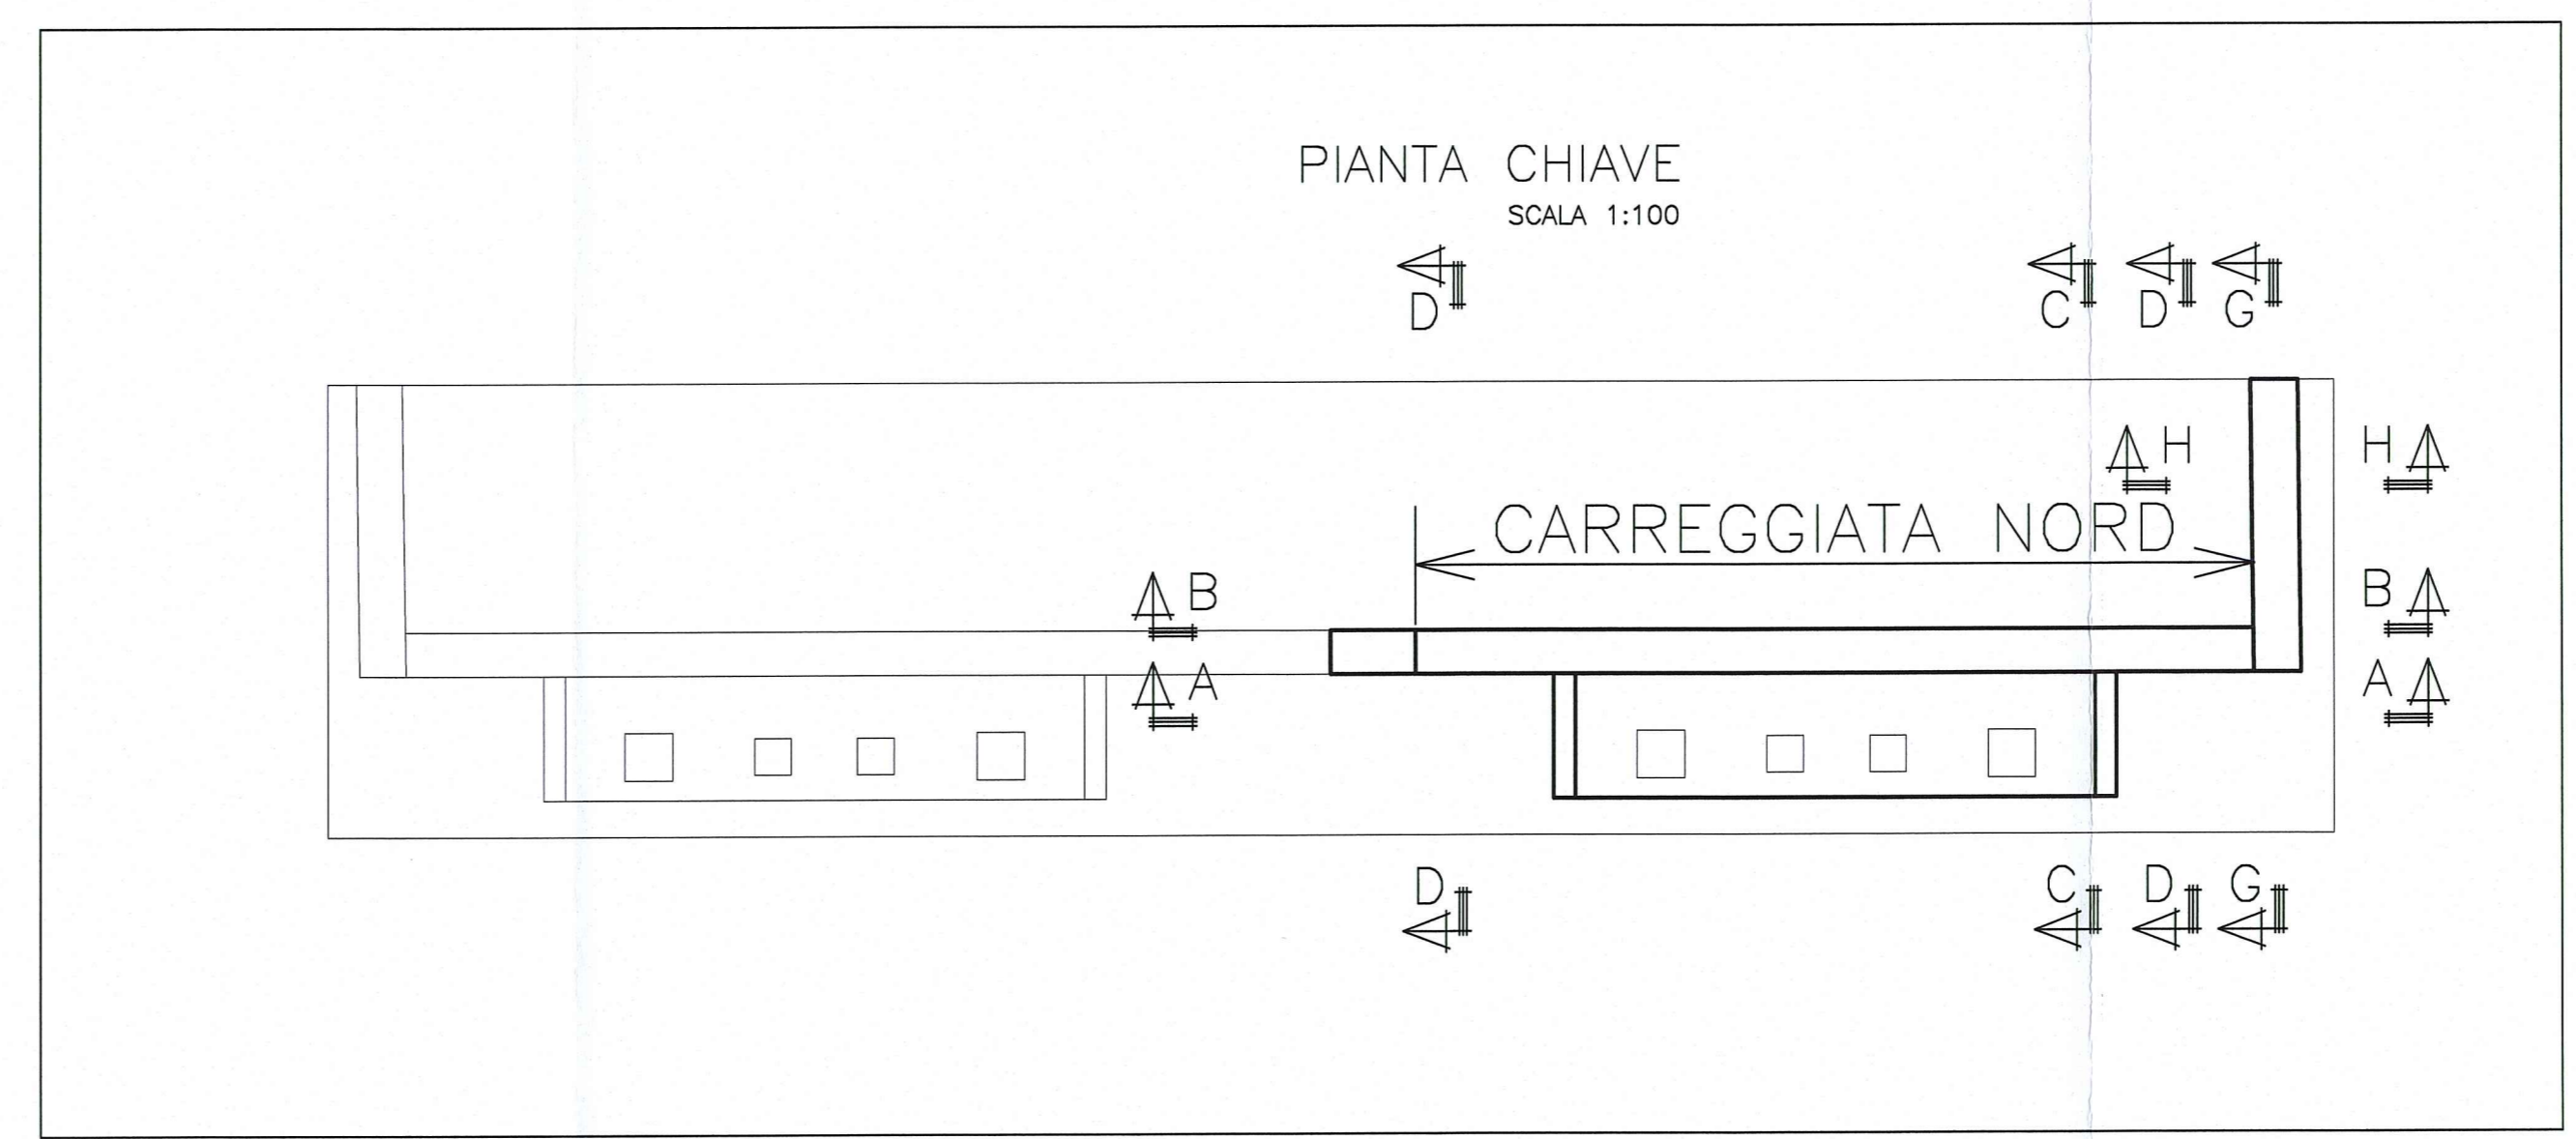 PIANTA CHIAVE
SCALA 1:100
D C D G
H H
CARREGGIATA NORD
B B
A A
D C D G